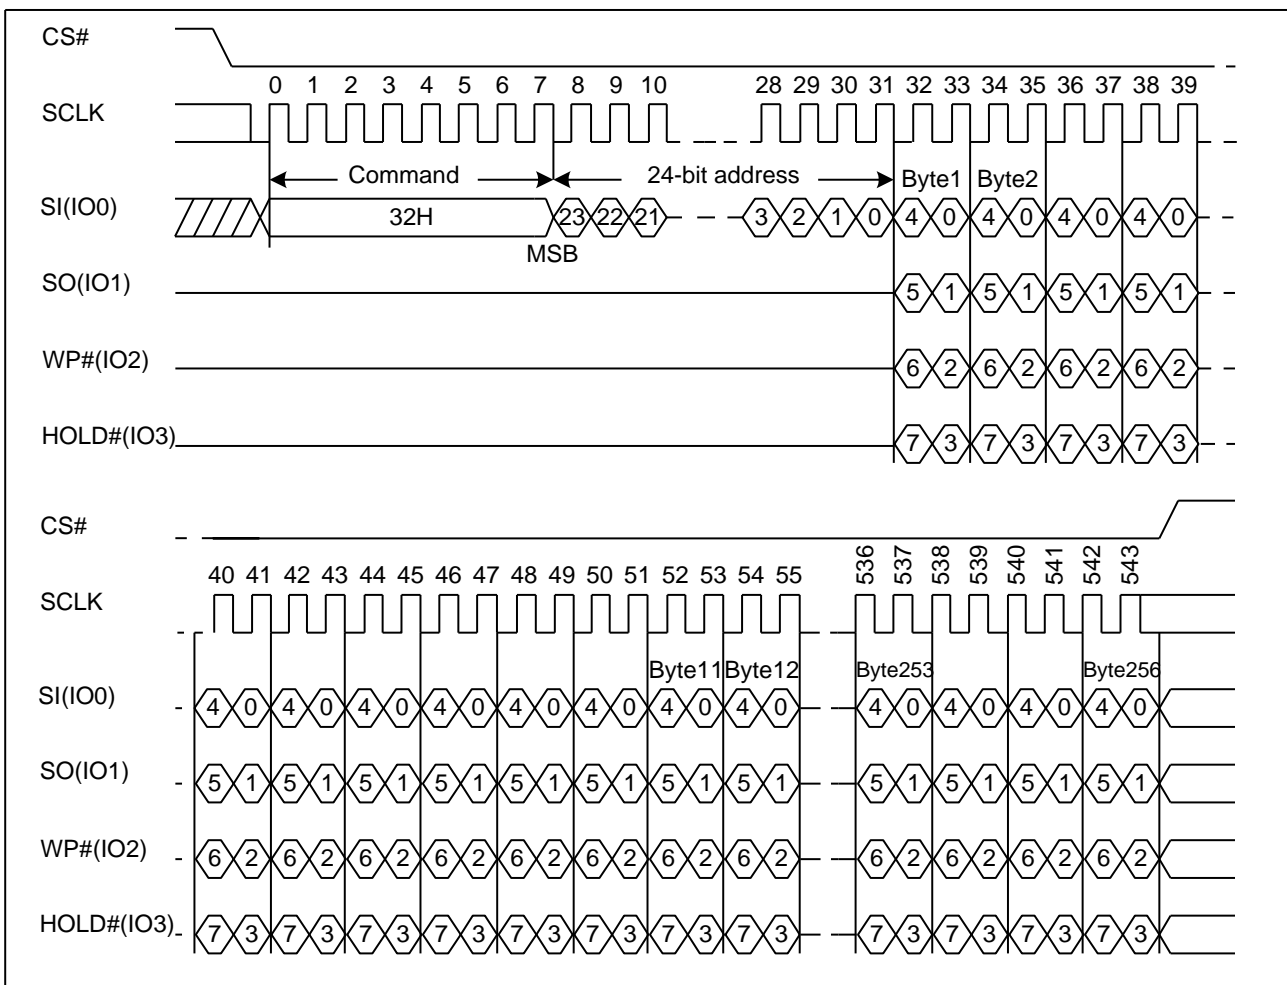 CS#
0 1 2 3 4 5 6 7 8 9 10 28 29 30 31 32 33 34 35 36 37 38 39
SCLK
Command 24-bit address Byte1 Byte2
SI(IO0) 32H 23 22 21 3 2 1 0 4 0 4 0 4 0 4 0
MSB
SO(IO1) 5 1 5 1 5 1 5 1
WP#(IO2) 6 2 6 2 6 2 6 2
HOLD#(IO3) 7 3 7 3 7 3 7 3
CS#
40 41 42 43 44 45 46 47 48 49 50 51 52 53 54 55 536 537 538 539 540 541 542 543
SCLK
Byte11 Byte12 Byte253 Byte256
SI(IO0) 4 0 4 0 4 0 4 0 4 0 4 0 4 0 4 0 4 0 4 0 4 0 4 0
SO(IO1) 5 1 5 1 5 1 5 1 5 1 5 1 5 1 5 1 5 1 5 1 5 1 5 1
WP#(IO2) 6 2 6 2 6 2 6 2 6 2 6 2 6 2 6 2 6 2 6 2 6 2 6 2
HOLD#(IO3) 7 3 7 3 7 3 7 3 7 3 7 3 7 3 7 3 7 3 7 3 7 3 7 3